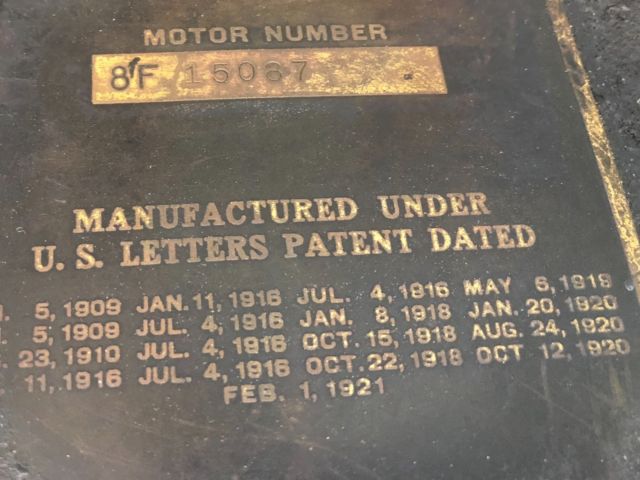 MOTOR NUMBER
8F 15067
MANUFACTURED UNDER
U. S. LETTERS PATENT DATED
5, 1909 JAN. 11, 1916 JUL. 4, 1916 MAY 6, 1919
5, 1909 JUL. 4, 1916 JAN. 8, 1918 JAN. 20, 1920
23, 1910 JUL. 4, 1916 OCT. 15, 1918 AUG. 24, 1920
11, 1916 JUL. 4, 1916 OCT. 22, 1918 OCT 12, 1920
FEB. 1, 1921